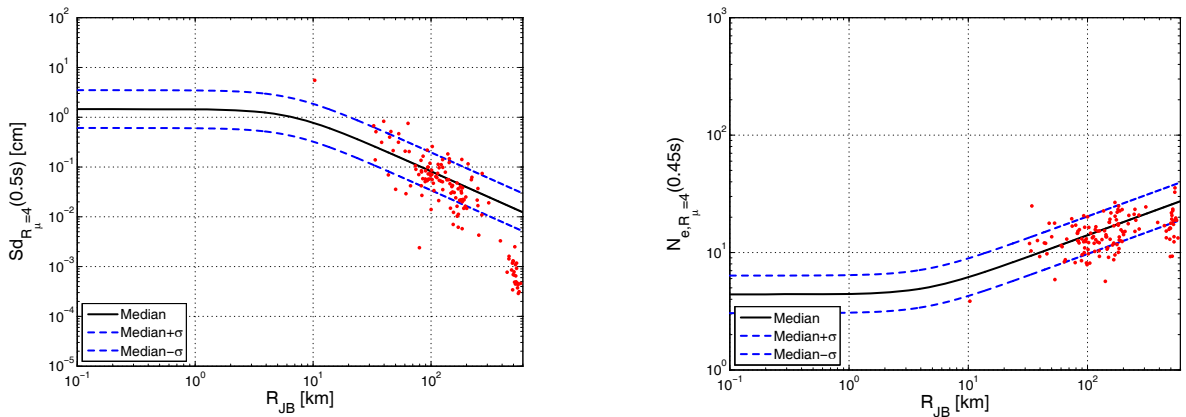 10^2
10^1
10^0
10^-1
10^-2
10^-3
10^-4
10^-5
Sd_{R_μ=4}(0.5s) [cm]
Median
Median+σ
Median−σ
10^-1 10^0 10^1 10^2
R_JB [km]
10^3
10^2
10^1
10^0
N_{e,R_μ=4}(0.45s)
Median
Median+σ
Median−σ
10^-1 10^0 10^1 10^2
R_JB [km]